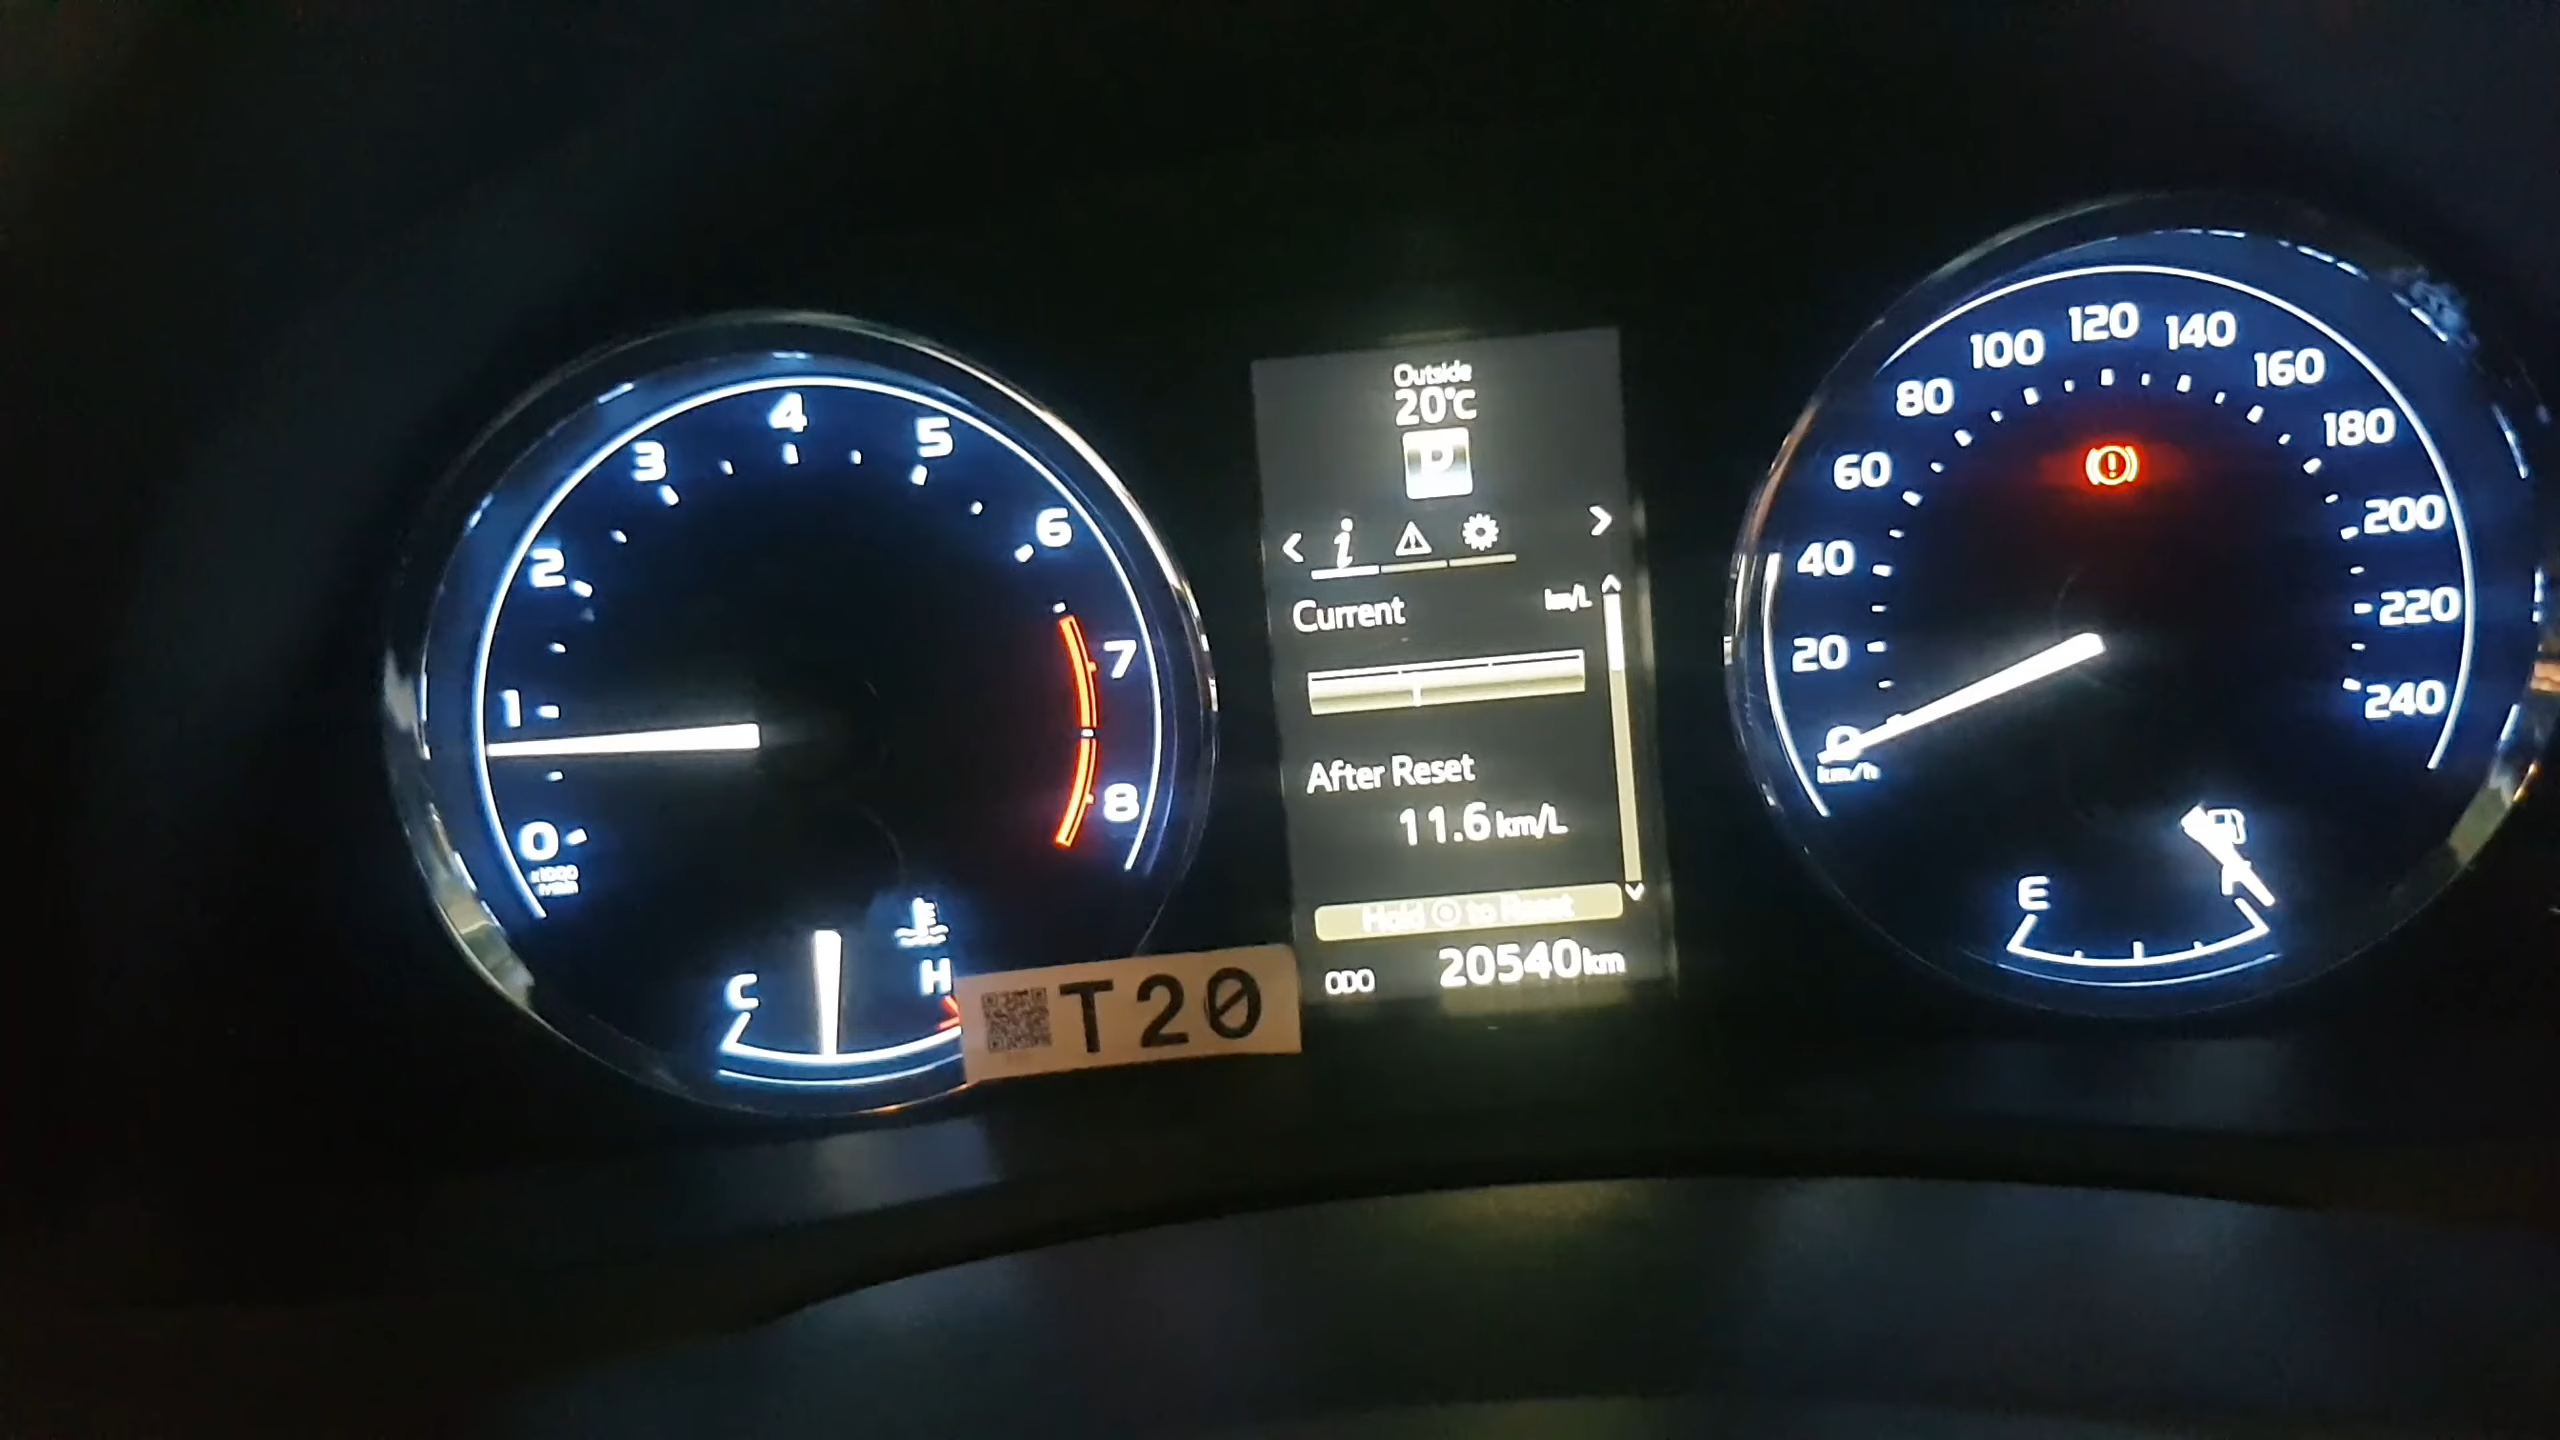 0
1
2
3
4
5
6
7
8
x1000
r/min
C
H
T20
Outside
20°C
P
Current
km/L
After Reset
11.6 km/L
Hold to Reset
ODO 20540km
0
20
40
60
80
100
120
140
160
180
200
220
240
km/h
E
F